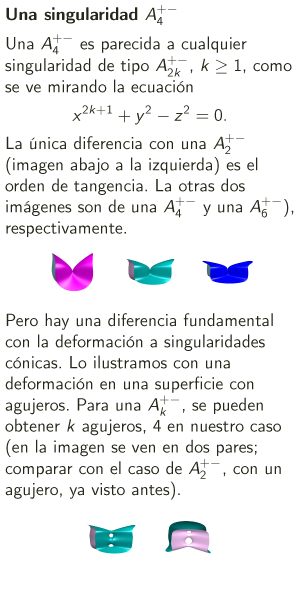 Una singularidad $A_4^{+-}$
Una $A_4^{+-}$ es parecida a cualquier
singularidad de tipo $A_{2k}^{+-}$, $k \geq 1$, como
se ve mirando la ecuación
$x^{2k+1} + y^2 - z^2 = 0.$
La única diferencia con una $A_2^{+-}$
(imagen abajo a la izquierda) es el
orden de tangencia. La otras dos
imágenes son de una $A_4^{+-}$ y una $A_6^{+-}$),
respectivamente.
Pero hay una diferencia fundamental
con la deformación a singularidades
cónicas. Lo ilustramos con una
deformación en una superficie con
agujeros. Para una $A_k^{+-}$, se pueden
obtener $k$ agujeros, 4 en nuestro caso
(en la imagen se ven en dos pares;
comparar con el caso de $A_2^{+-}$, con un
agujero, ya visto antes).